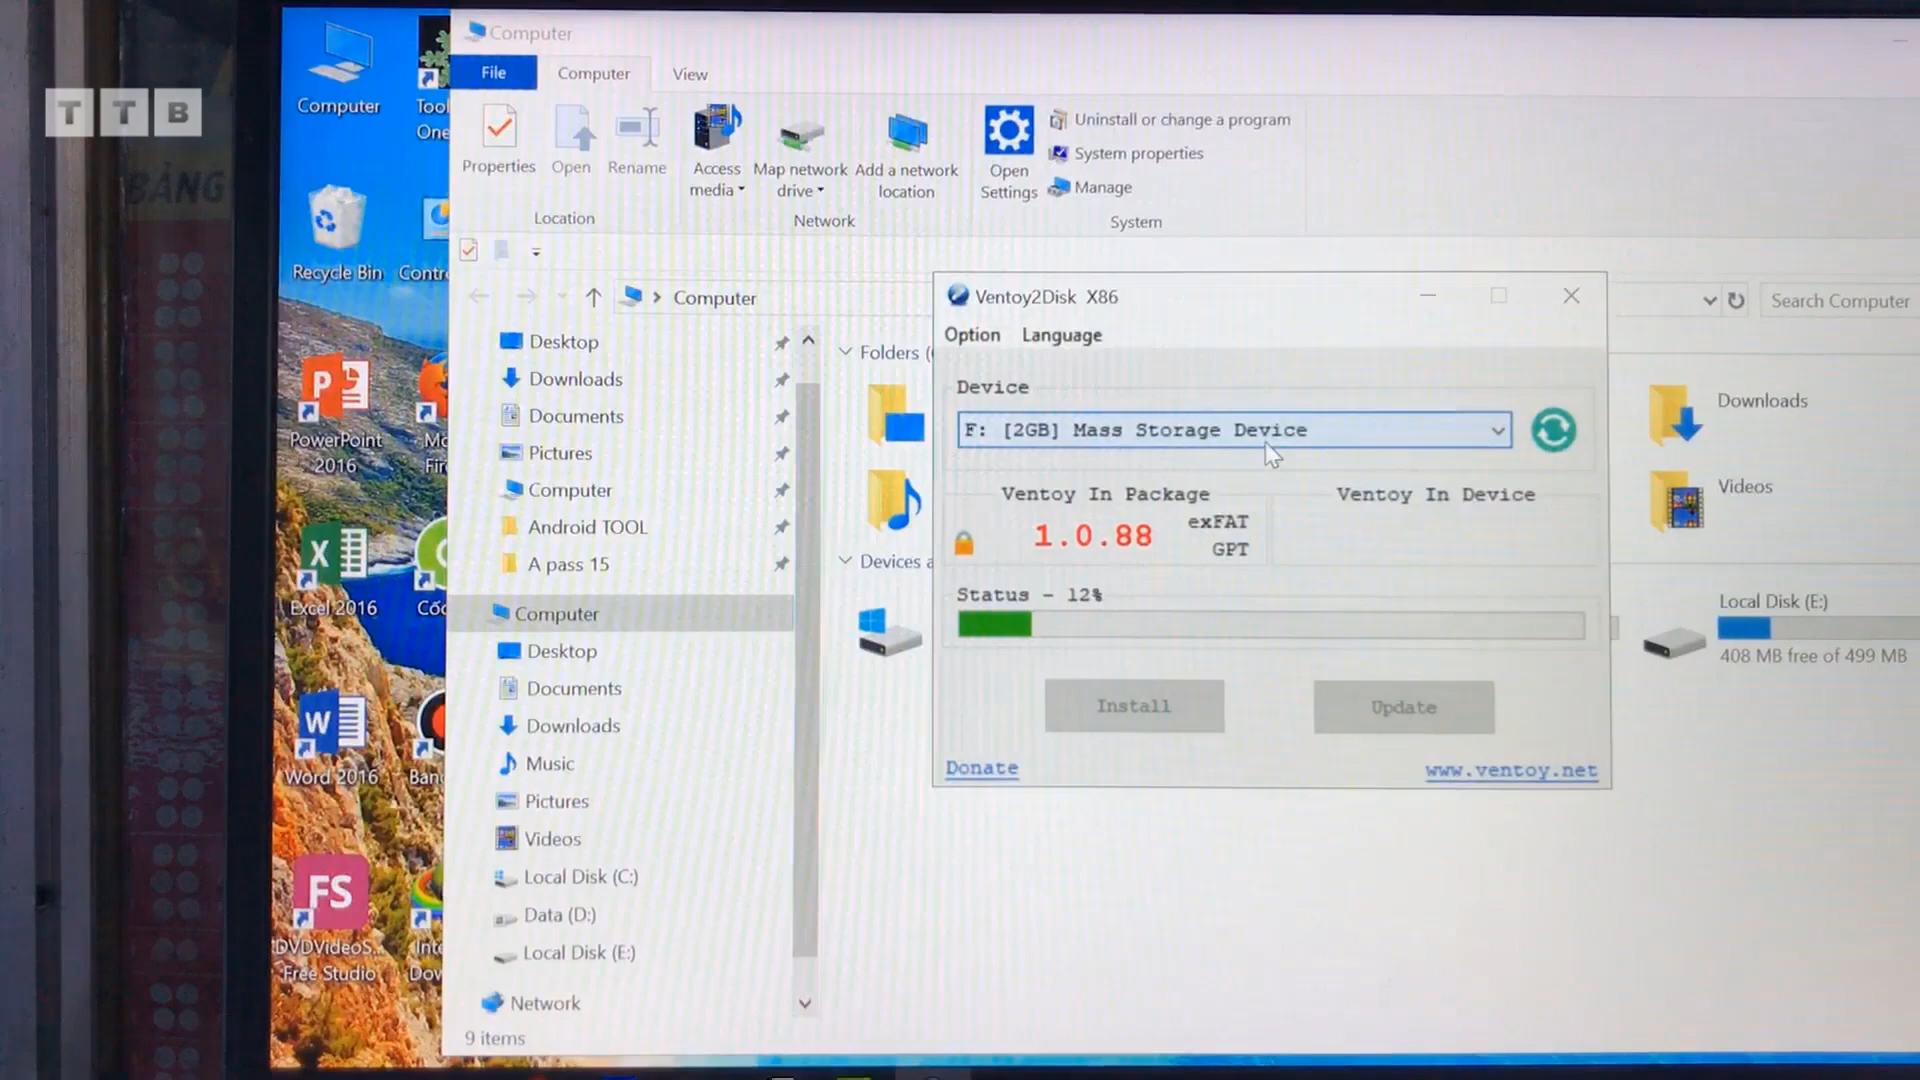 TTB
BẢNG
Computer
Recycle Bin
PowerPoint
2016
Excel 2016
Word 2016
FS
DVDVideoS...
Free Studio
Computer
File
Computer
View
Properties
Open
Rename
Location
Access
media
Map network
drive
Add a network
location
Network
Open
Settings
Uninstall or change a program
System properties
Manage
System
Computer
Search Computer
Desktop
Downloads
Documents
Pictures
Computer
Android TOOL
A pass 15
Computer
Desktop
Documents
Downloads
Music
Pictures
Videos
Local Disk (C:)
Data (D:)
Local Disk (E:)
Network
9 items
Folders (
Devices a
Ventoy2Disk X86
Option Language
Device
F: [2GB] Mass Storage Device
Ventoy In Package
1.0.88
exFAT
GPT
Ventoy In Device
Status - 12%
Install
Update
Donate
www.ventoy.net
Downloads
Videos
Local Disk (E:)
408 MB free of 499 MB